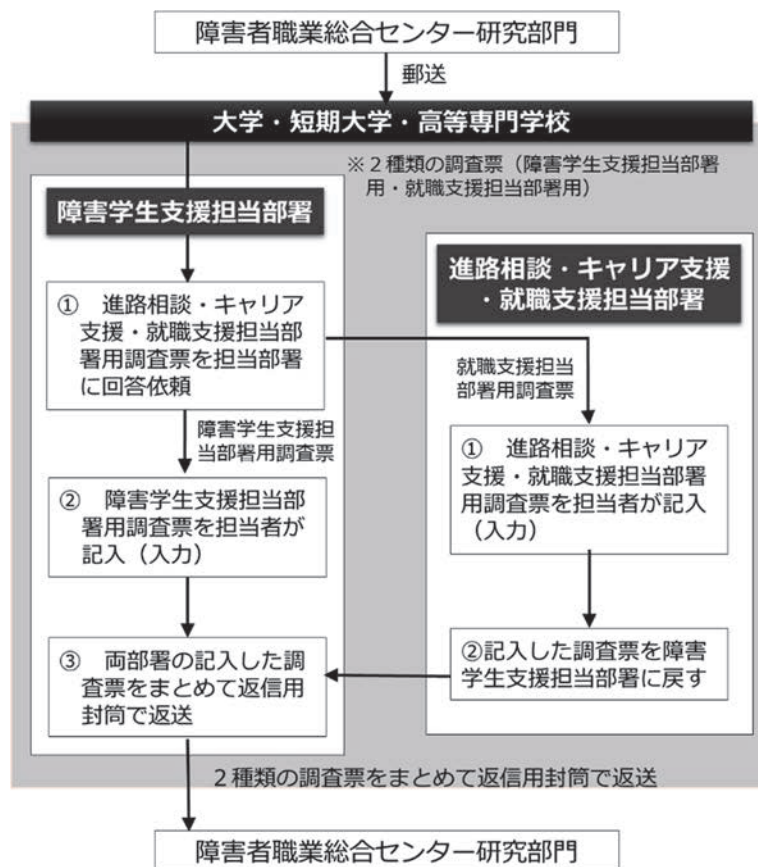 障害者職業総合センター研究部門
郵送
大学・短期大学・高等専門学校
※２種類の調査票（障害学生支援担当部署
用・就職支援担当部署用）
障害学生支援担当部署
①　進路相談・キャリア
支援・就職支援担当部
署用調査票を担当部署
に回答依頼
障害学生支援担
当部署用調査票
②　障害学生支援担当部
署用調査票を担当者が
記入（入力）
③　両部署の記入した調
査票をまとめて返信用
封筒で返送
進路相談・キャリア支援
・就職支援担当部署
就職支援担当
部署用調査票
①　進路相談・キャリア
支援・就職支援担当部署
用調査票を担当者が記入
（入力）
②記入した調査票を障害
学生支援担当部署に戻す
２種類の調査票をまとめて返信用封筒で返送
障害者職業総合センター研究部門